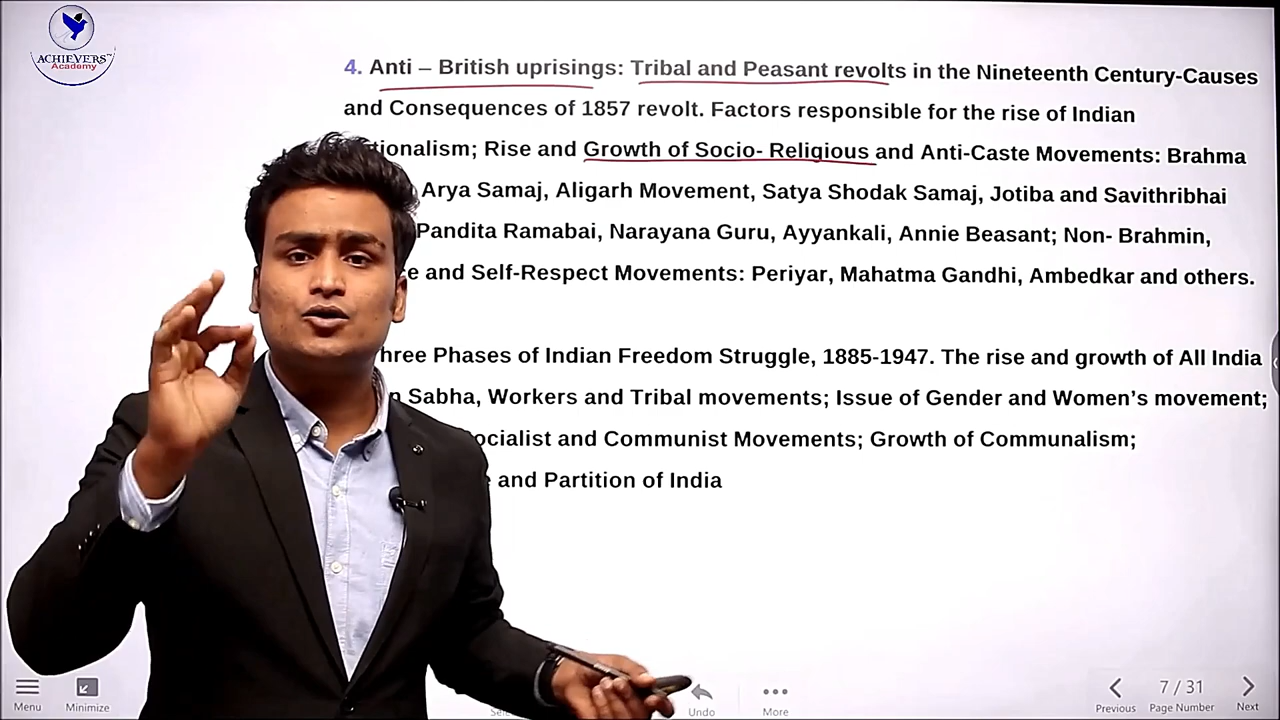 ACHIEVERS™
Academy
4. Anti – British uprisings: Tribal and Peasant revolts in the Nineteenth Century-Causes
and Consequences of 1857 revolt. Factors responsible for the rise of Indian
tionalism; Rise and Growth of Socio- Religious and Anti-Caste Movements: Brahma
Arya Samaj, Aligarh Movement, Satya Shodak Samaj, Jotiba and Savithribhai
Pandita Ramabai, Narayana Guru, Ayyankali, Annie Beasant; Non- Brahmin,
e and Self-Respect Movements: Periyar, Mahatma Gandhi, Ambedkar and others.
hree Phases of Indian Freedom Struggle, 1885-1947. The rise and growth of All India
n Sabha, Workers and Tribal movements; Issue of Gender and Women's movement;
ocialist and Communist Movements; Growth of Communalism;
e and Partition of India
Menu Minimize Undo More Previous 7 / 31 Page Number Next